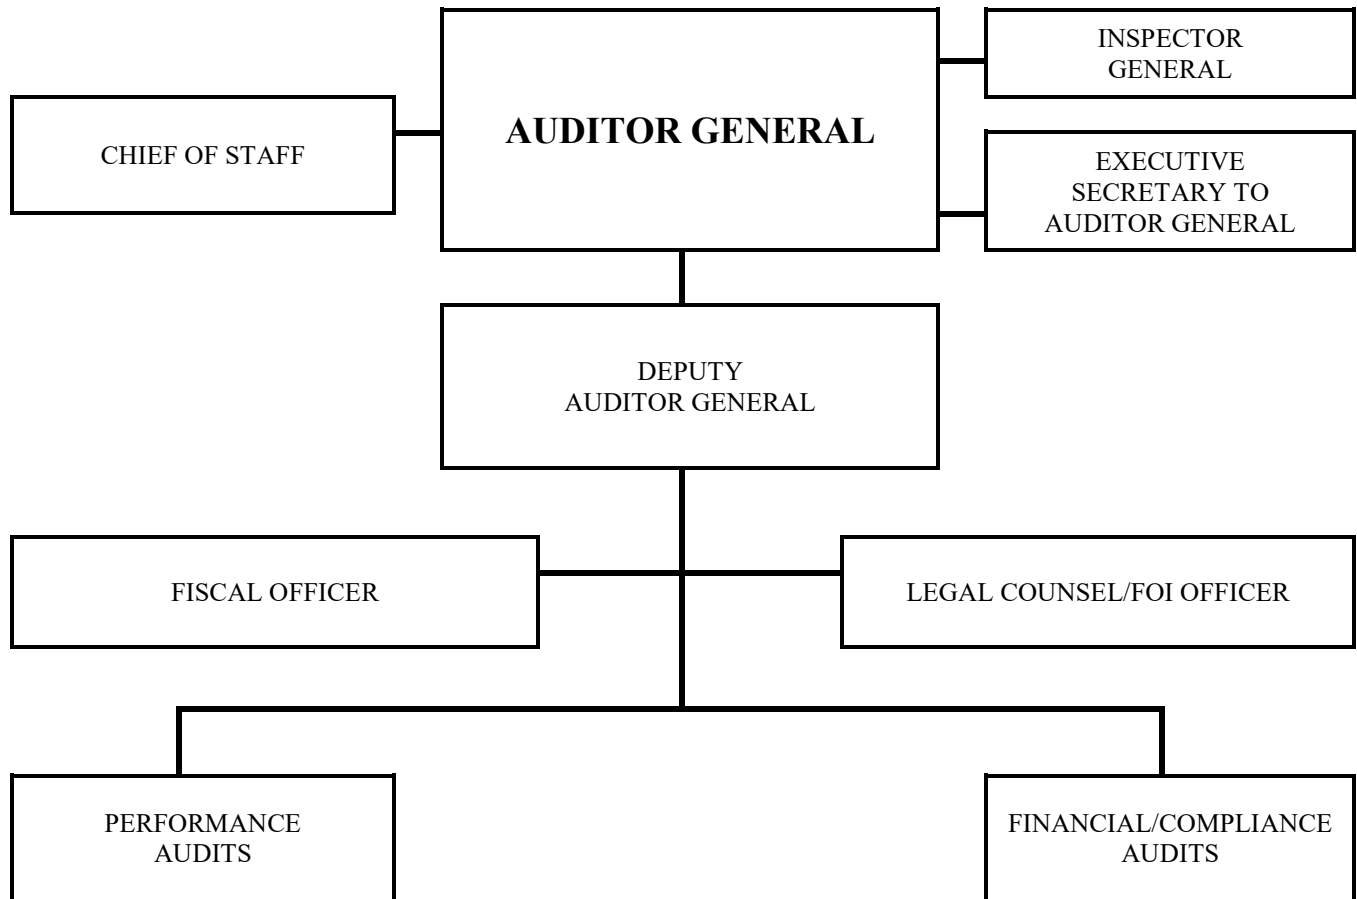 INSPECTOR
GENERAL
AUDITOR GENERAL
CHIEF OF STAFF
EXECUTIVE
SECRETARY TO
AUDITOR GENERAL
DEPUTY
AUDITOR GENERAL
FISCAL OFFICER
LEGAL COUNSEL/FOI OFFICER
PERFORMANCE
AUDITS
FINANCIAL/COMPLIANCE
AUDITS